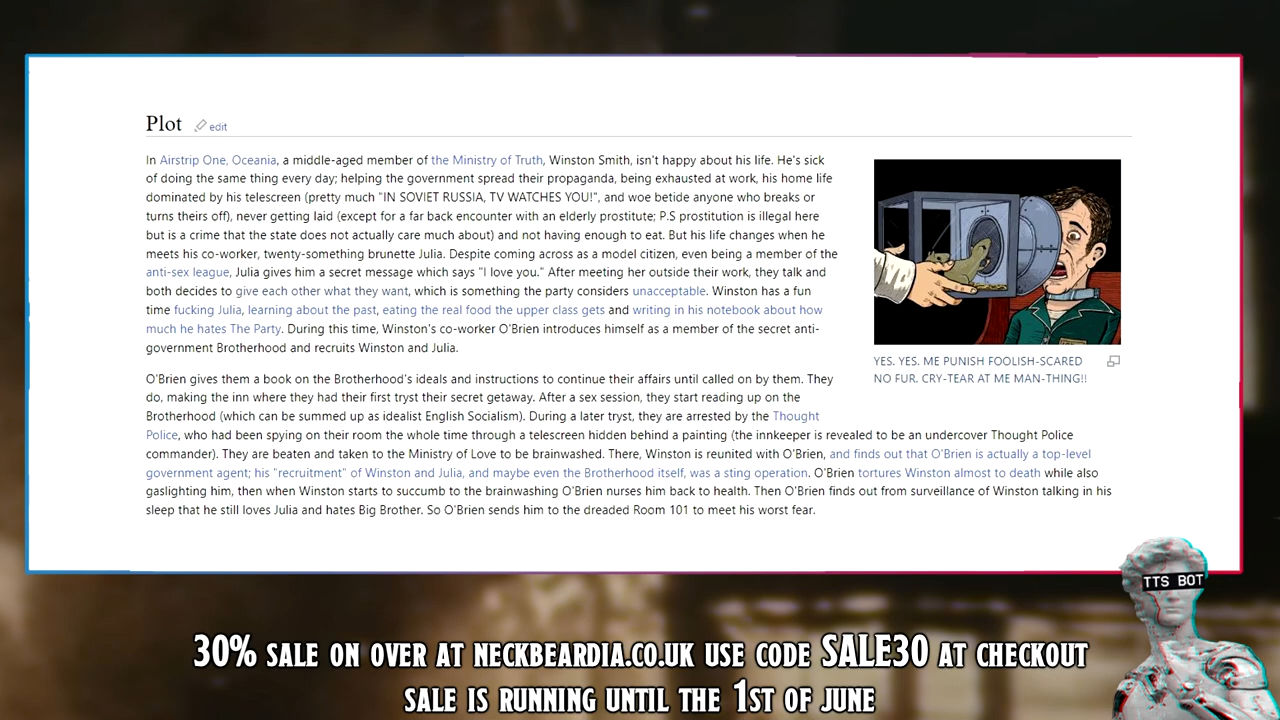 Plot edit
In Airstrip One, Oceania, a middle-aged member of the Ministry of Truth, Winston Smith, isn't happy about his life. He's sick
of doing the same thing every day; helping the government spread their propaganda, being exhausted at work, his home life
dominated by his telescreen (pretty much "IN SOVIET RUSSIA, TV WATCHES YOU!", and woe betide anyone who breaks or
turns theirs off), never getting laid (except for a far back encounter with an elderly prostitute; P.S prostitution is illegal here
but is a crime that the state does not actually care much about) and not having enough to eat. But his life changes when he
meets his co-worker, twenty-something brunette Julia. Despite coming across as a model citizen, even being a member of the
anti-sex league, Julia gives him a secret message which says "I love you." After meeting her outside their work, they talk and
both decides to give each other what they want, which is something the party considers unacceptable. Winston has a fun
time fucking Julia, learning about the past, eating the real food the upper class gets and writing in his notebook about how
much he hates The Party. During this time, Winston's co-worker O'Brien introduces himself as a member of the secret anti-
government Brotherhood and recruits Winston and Julia.
YES. YES. ME PUNISH FOOLISH-SCARED
NO FUR. CRY-TEAR AT ME MAN-THING!!
O'Brien gives them a book on the Brotherhood's ideals and instructions to continue their affairs until called on by them. They
do, making the inn where they had their first tryst their secret getaway. After a sex session, they start reading up on the
Brotherhood (which can be summed up as idealist English Socialism). During a later tryst, they are arrested by the Thought
Police, who had been spying on their room the whole time through a telescreen hidden behind a painting (the innkeeper is revealed to be an undercover Thought Police
commander). They are beaten and taken to the Ministry of Love to be brainwashed. There, Winston is reunited with O'Brien, and finds out that O'Brien is actually a top-level
government agent; his "recruitment" of Winston and Julia, and maybe even the Brotherhood itself, was a sting operation. O'Brien tortures Winston almost to death while also
gaslighting him, then when Winston starts to succumb to the brainwashing O'Brien nurses him back to health. Then O'Brien finds out from surveillance of Winston talking in his
sleep that he still loves Julia and hates Big Brother. So O'Brien sends him to the dreaded Room 101 to meet his worst fear.
TTS BOT
30% SALE ON OVER AT NECKBEARDIA.CO.UK USE CODE SALE30 AT CHECKOUT
SALE IS RUNNING UNTIL THE 1ST OF JUNE